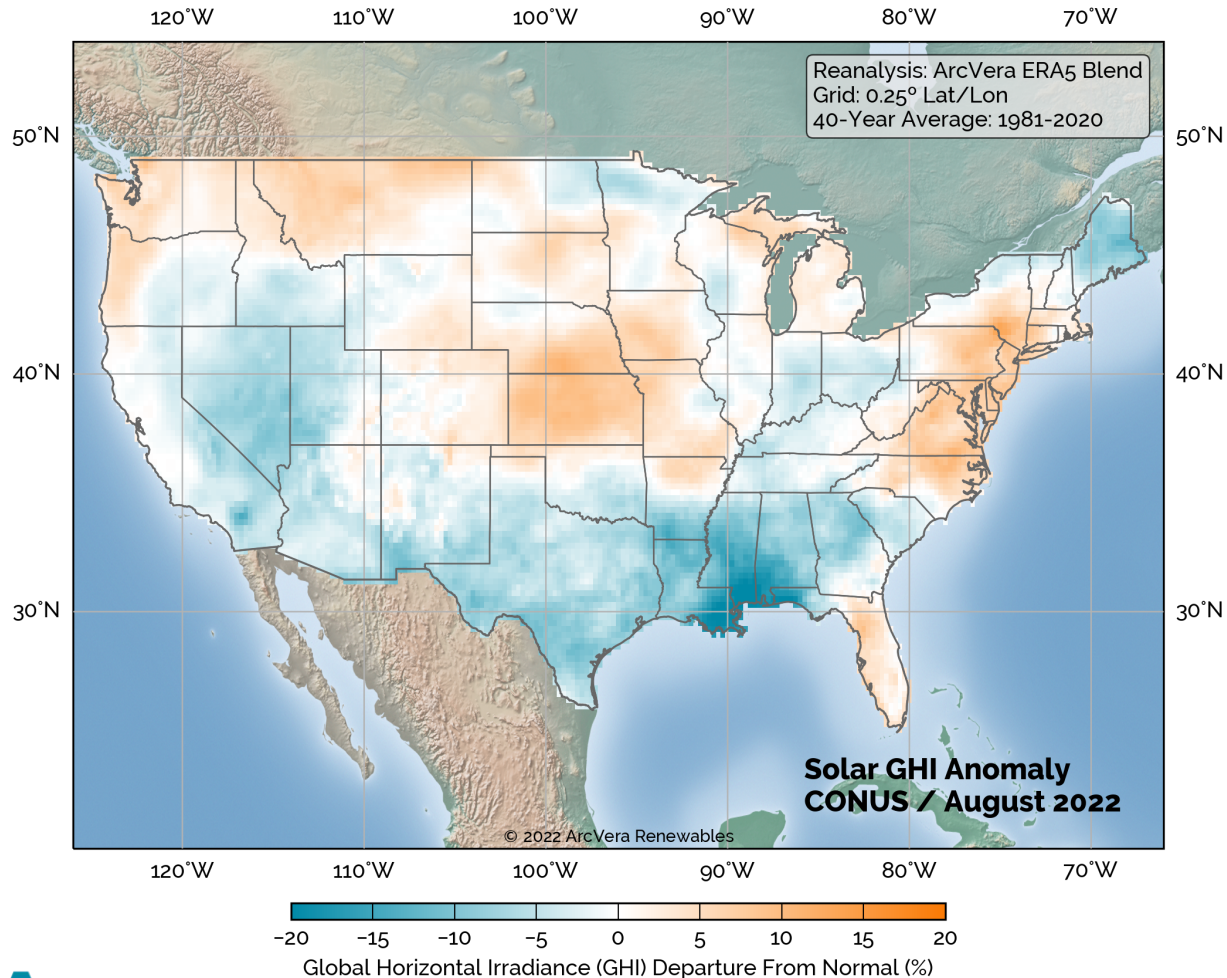 120°W 110°W 100°W 90°W 80°W 70°W
Reanalysis: ArcVera ERA5 Blend
Grid: 0.25° Lat/Lon
40-Year Average: 1981-2020
50°N 50°N
40°N 40°N
30°N 30°N
Solar GHI Anomaly
CONUS / August 2022
© 2022 ArcVera Renewables
120°W 110°W 100°W 90°W 80°W 70°W
−20 −15 −10 −5 0 5 10 15 20
Global Horizontal Irradiance (GHI) Departure From Normal (%)